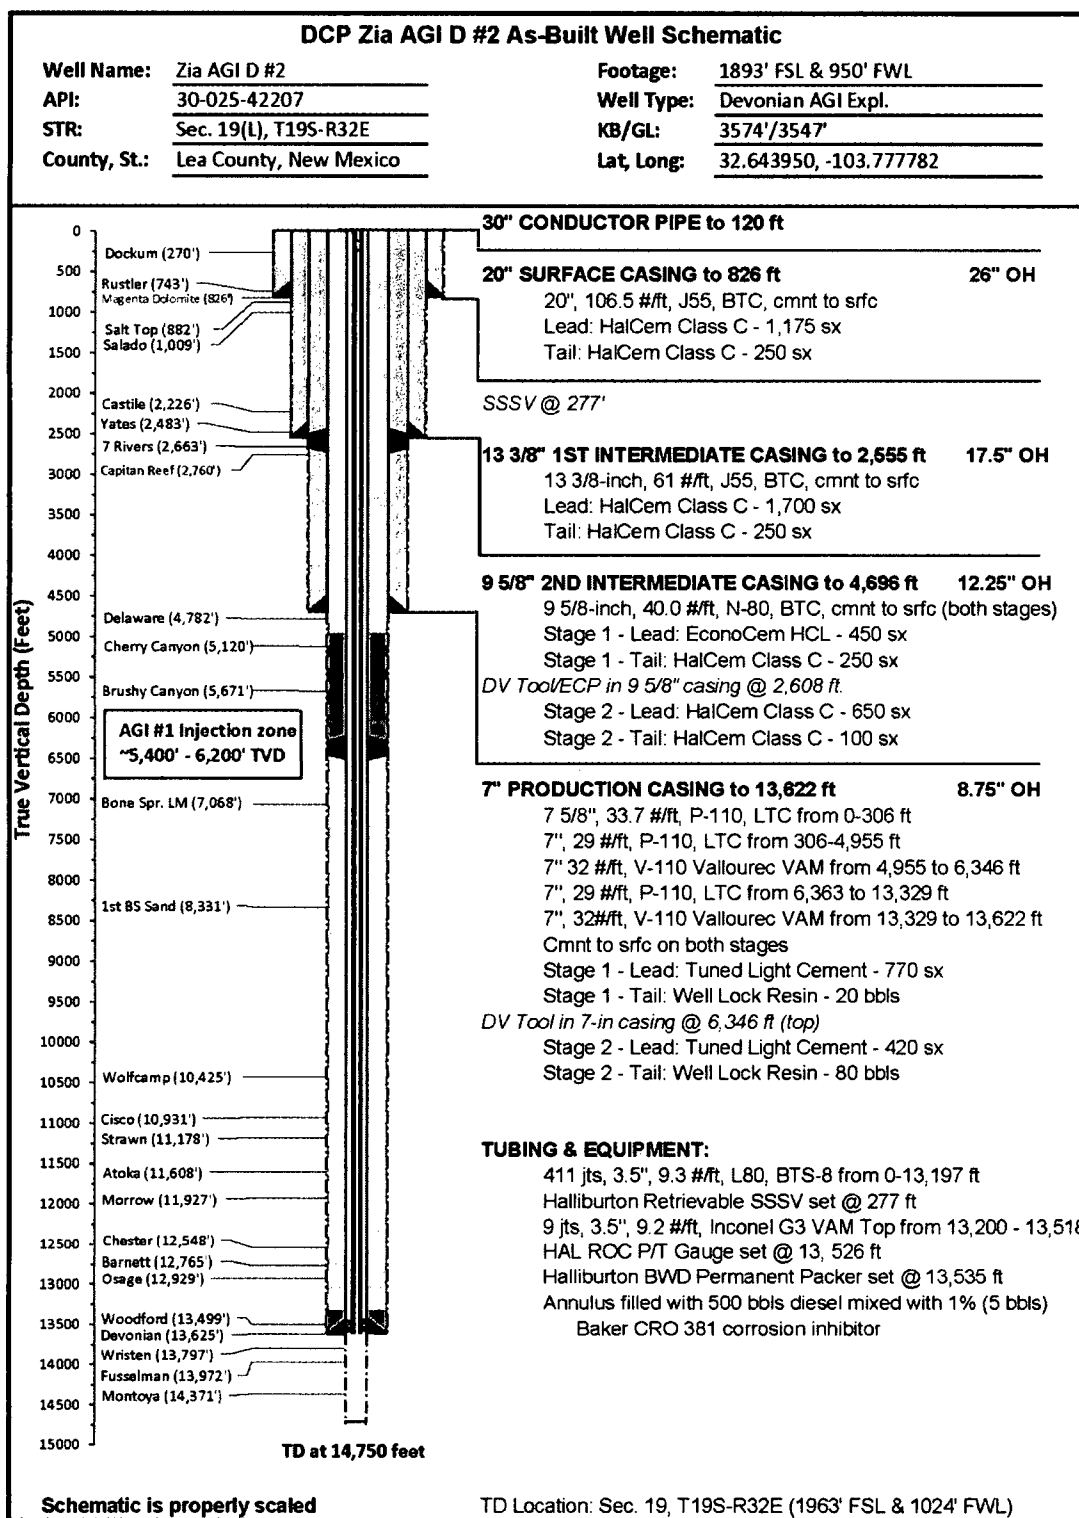 DCP Zia AGI D #2 As-Built Well Schematic
Well Name: Zia AGI D #2 Footage: 1893' FSL & 950' FWL
API: 30-025-42207 Well Type: Devonian AGI Expl.
STR: Sec. 19(L), T19S-R32E KB/GL: 3574'/3547'
County, St.: Lea County, New Mexico Lat, Long: 32.643950, -103.777782
True Vertical Depth (Feet)
0
500
1000
1500
2000
2500
3000
3500
4000
4500
5000
5500
6000
6500
7000
7500
8000
8500
9000
9500
10000
10500
11000
11500
12000
12500
13000
13500
14000
14500
15000
Dockum (270')
Rustler (743')
Magenta Dolomite (826')
Salt Top (882')
Salado (1,009')
Castile (2,226')
Yates (2,483')
7 Rivers (2,663')
Capitan Reef (2,760')
Delaware (4,782')
Cherry Canyon (5,120')
Brushy Canyon (5,671')
AGI #1 Injection zone
~5,400' - 6,200' TVD
Bone Spr. LM (7,068')
1st BS Sand (8,331')
Wolfcamp (10,425')
Cisco (10,931')
Strawn (11,178')
Atoka (11,608')
Morrow (11,927')
Chester (12,548')
Barnett (12,765')
Osage (12,929')
Woodford (13,499')
Devonian (13,625')
Wristen (13,797')
Fusselman (13,972')
Montoya (14,371')
TD at 14,750 feet
30" CONDUCTOR PIPE to 120 ft
20" SURFACE CASING to 826 ft 26" OH
20", 106.5 #/ft, J55, BTC, cmnt to srfc
Lead: HalCem Class C - 1,175 sx
Tail: HalCem Class C - 250 sx
SSSV @ 277'
13 3/8" 1ST INTERMEDIATE CASING to 2,555 ft 17.5" OH
13 3/8-inch, 61 #/ft, J55, BTC, cmnt to srfc
Lead: HalCem Class C - 1,700 sx
Tail: HalCem Class C - 250 sx
9 5/8" 2ND INTERMEDIATE CASING to 4,696 ft 12.25" OH
9 5/8-inch, 40.0 #/ft, N-80, BTC, cmnt to srfc (both stages)
Stage 1 - Lead: EconoCem HCL - 450 sx
Stage 1 - Tail: HalCem Class C - 250 sx
DV Tool/ECP in 9 5/8" casing @ 2,608 ft.
Stage 2 - Lead: HalCem Class C - 650 sx
Stage 2 - Tail: HalCem Class C - 100 sx
7" PRODUCTION CASING to 13,622 ft 8.75" OH
7 5/8", 33.7 #/ft, P-110, LTC from 0-306 ft
7", 29 #/ft, P-110, LTC from 306-4,955 ft
7" 32 #/ft, V-110 Vallourec VAM from 4,955 to 6,346 ft
7", 29 #/ft, P-110, LTC from 6,363 to 13,329 ft
7", 32#/ft, V-110 Vallourec VAM from 13,329 to 13,622 ft
Cmnt to srfc on both stages
Stage 1 - Lead: Tuned Light Cement - 770 sx
Stage 1 - Tail: Well Lock Resin - 20 bbls
DV Tool in 7-in casing @ 6,346 ft (top)
Stage 2 - Lead: Tuned Light Cement - 420 sx
Stage 2 - Tail: Well Lock Resin - 80 bbls
TUBING & EQUIPMENT:
411 jts, 3.5", 9.3 #/ft, L80, BTS-8 from 0-13,197 ft
Halliburton Retrievable SSSV set @ 277 ft
9 jts, 3.5", 9.2 #/ft, Inconel G3 VAM Top from 13,200 - 13,518
HAL ROC P/T Gauge set @ 13, 526 ft
Halliburton BWD Permanent Packer set @ 13,535 ft
Annulus filled with 500 bbls diesel mixed with 1% (5 bbls)
Baker CRO 381 corrosion inhibitor
Schematic is properly scaled TD Location: Sec. 19, T19S-R32E (1963' FSL & 1024' FWL)